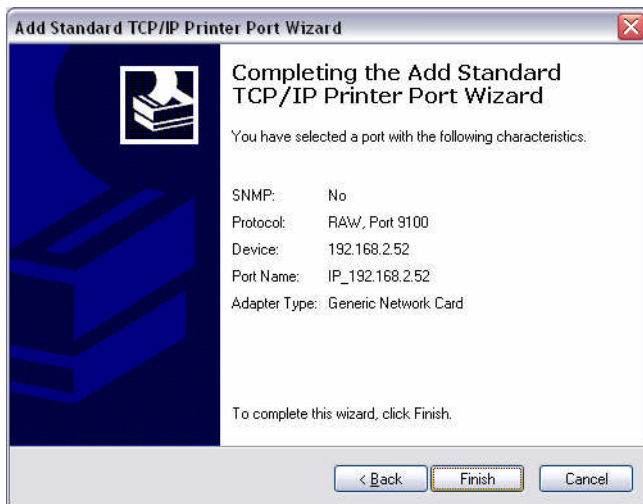 Add Standard TCP/IP Printer Port Wizard
Completing the Add Standard
TCP/IP Printer Port Wizard
You have selected a port with the following characteristics.
SNMP: No
Protocol: RAW, Port 9100
Device: 192.168.2.52
Port Name: IP_192.168.2.52
Adapter Type: Generic Network Card
To complete this wizard, click Finish.
< Back Finish Cancel